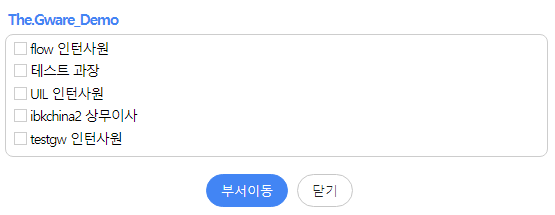 The.Gware_Demo
flow 인턴사원
테스트 과장
UIL 인턴사원
ibkchina2 상무이사
testgw 인턴사원
부서이동 닫기